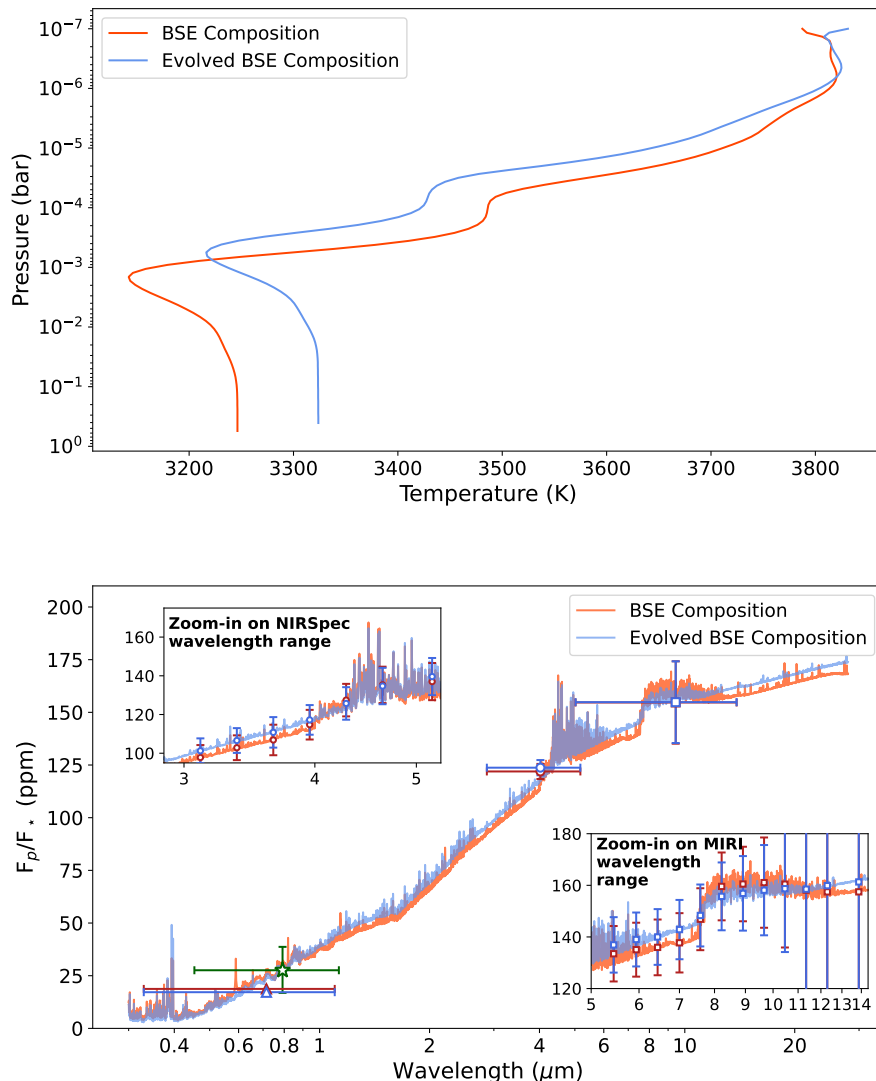 BSE Composition
Evolved BSE Composition
Pressure (bar)
10⁻⁷
10⁻⁶
10⁻⁵
10⁻⁴
10⁻³
10⁻²
10⁻¹
10⁰
3200 3300 3400 3500 3600 3700 3800
Temperature (K)
BSE Composition
Evolved BSE Composition
Zoom-in on NIRSpec
wavelength range
160
140
120
100
3 4 5
Zoom-in on MIRI
wavelength
range
180
160
140
120
5 6 7 8 9 10 11 12 13 14
F_p/F_⋆ (ppm)
200
175
150
125
100
75
50
25
0
0.4 0.6 0.8 1 2 4 6 8 10 20
Wavelength (μm)